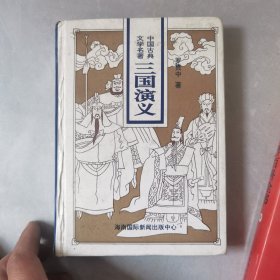 中国古典
文学名著
三国演义
罗贯中 著
海南国际新闻出版中心